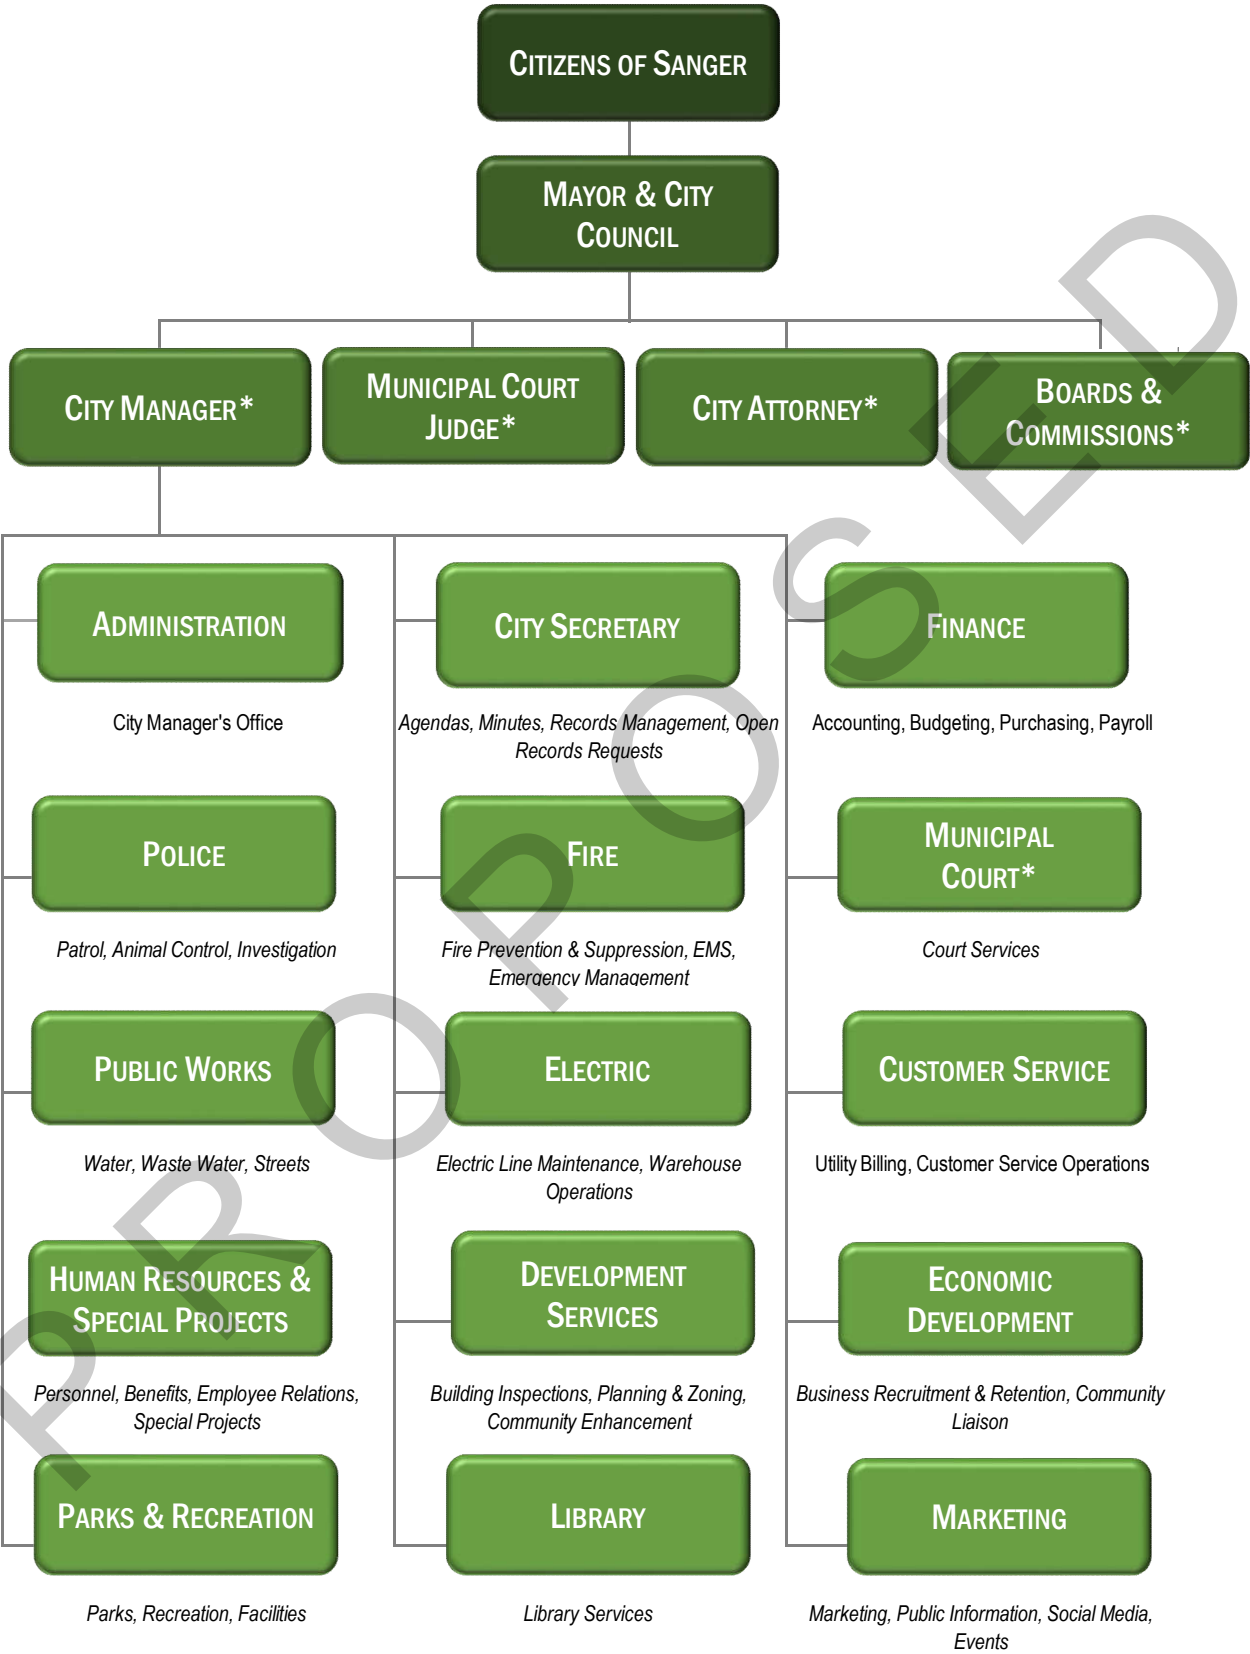 CITIZENS OF SANGER
MAYOR & CITY
COUNCIL
CITY MANAGER*
MUNICIPAL COURT
JUDGE*
CITY ATTORNEY*
BOARDS &
COMMISSIONS*
ADMINISTRATION
City Manager's Office
CITY SECRETARY
Agendas, Minutes, Records Management, Open
Records Requests
FINANCE
Accounting, Budgeting, Purchasing, Payroll
POLICE
Patrol, Animal Control, Investigation
FIRE
Fire Prevention & Suppression, EMS,
Emergency Management
MUNICIPAL
COURT*
Court Services
PUBLIC WORKS
Water, Waste Water, Streets
ELECTRIC
Electric Line Maintenance, Warehouse
Operations
CUSTOMER SERVICE
Utility Billing, Customer Service Operations
HUMAN RESOURCES &
SPECIAL PROJECTS
Personnel, Benefits, Employee Relations,
Special Projects
DEVELOPMENT
SERVICES
Building Inspections, Planning & Zoning,
Community Enhancement
ECONOMIC
DEVELOPMENT
Business Recruitment & Retention, Community
Liaison
PARKS & RECREATION
Parks, Recreation, Facilities
LIBRARY
Library Services
MARKETING
Marketing, Public Information, Social Media,
Events
PROPOSED